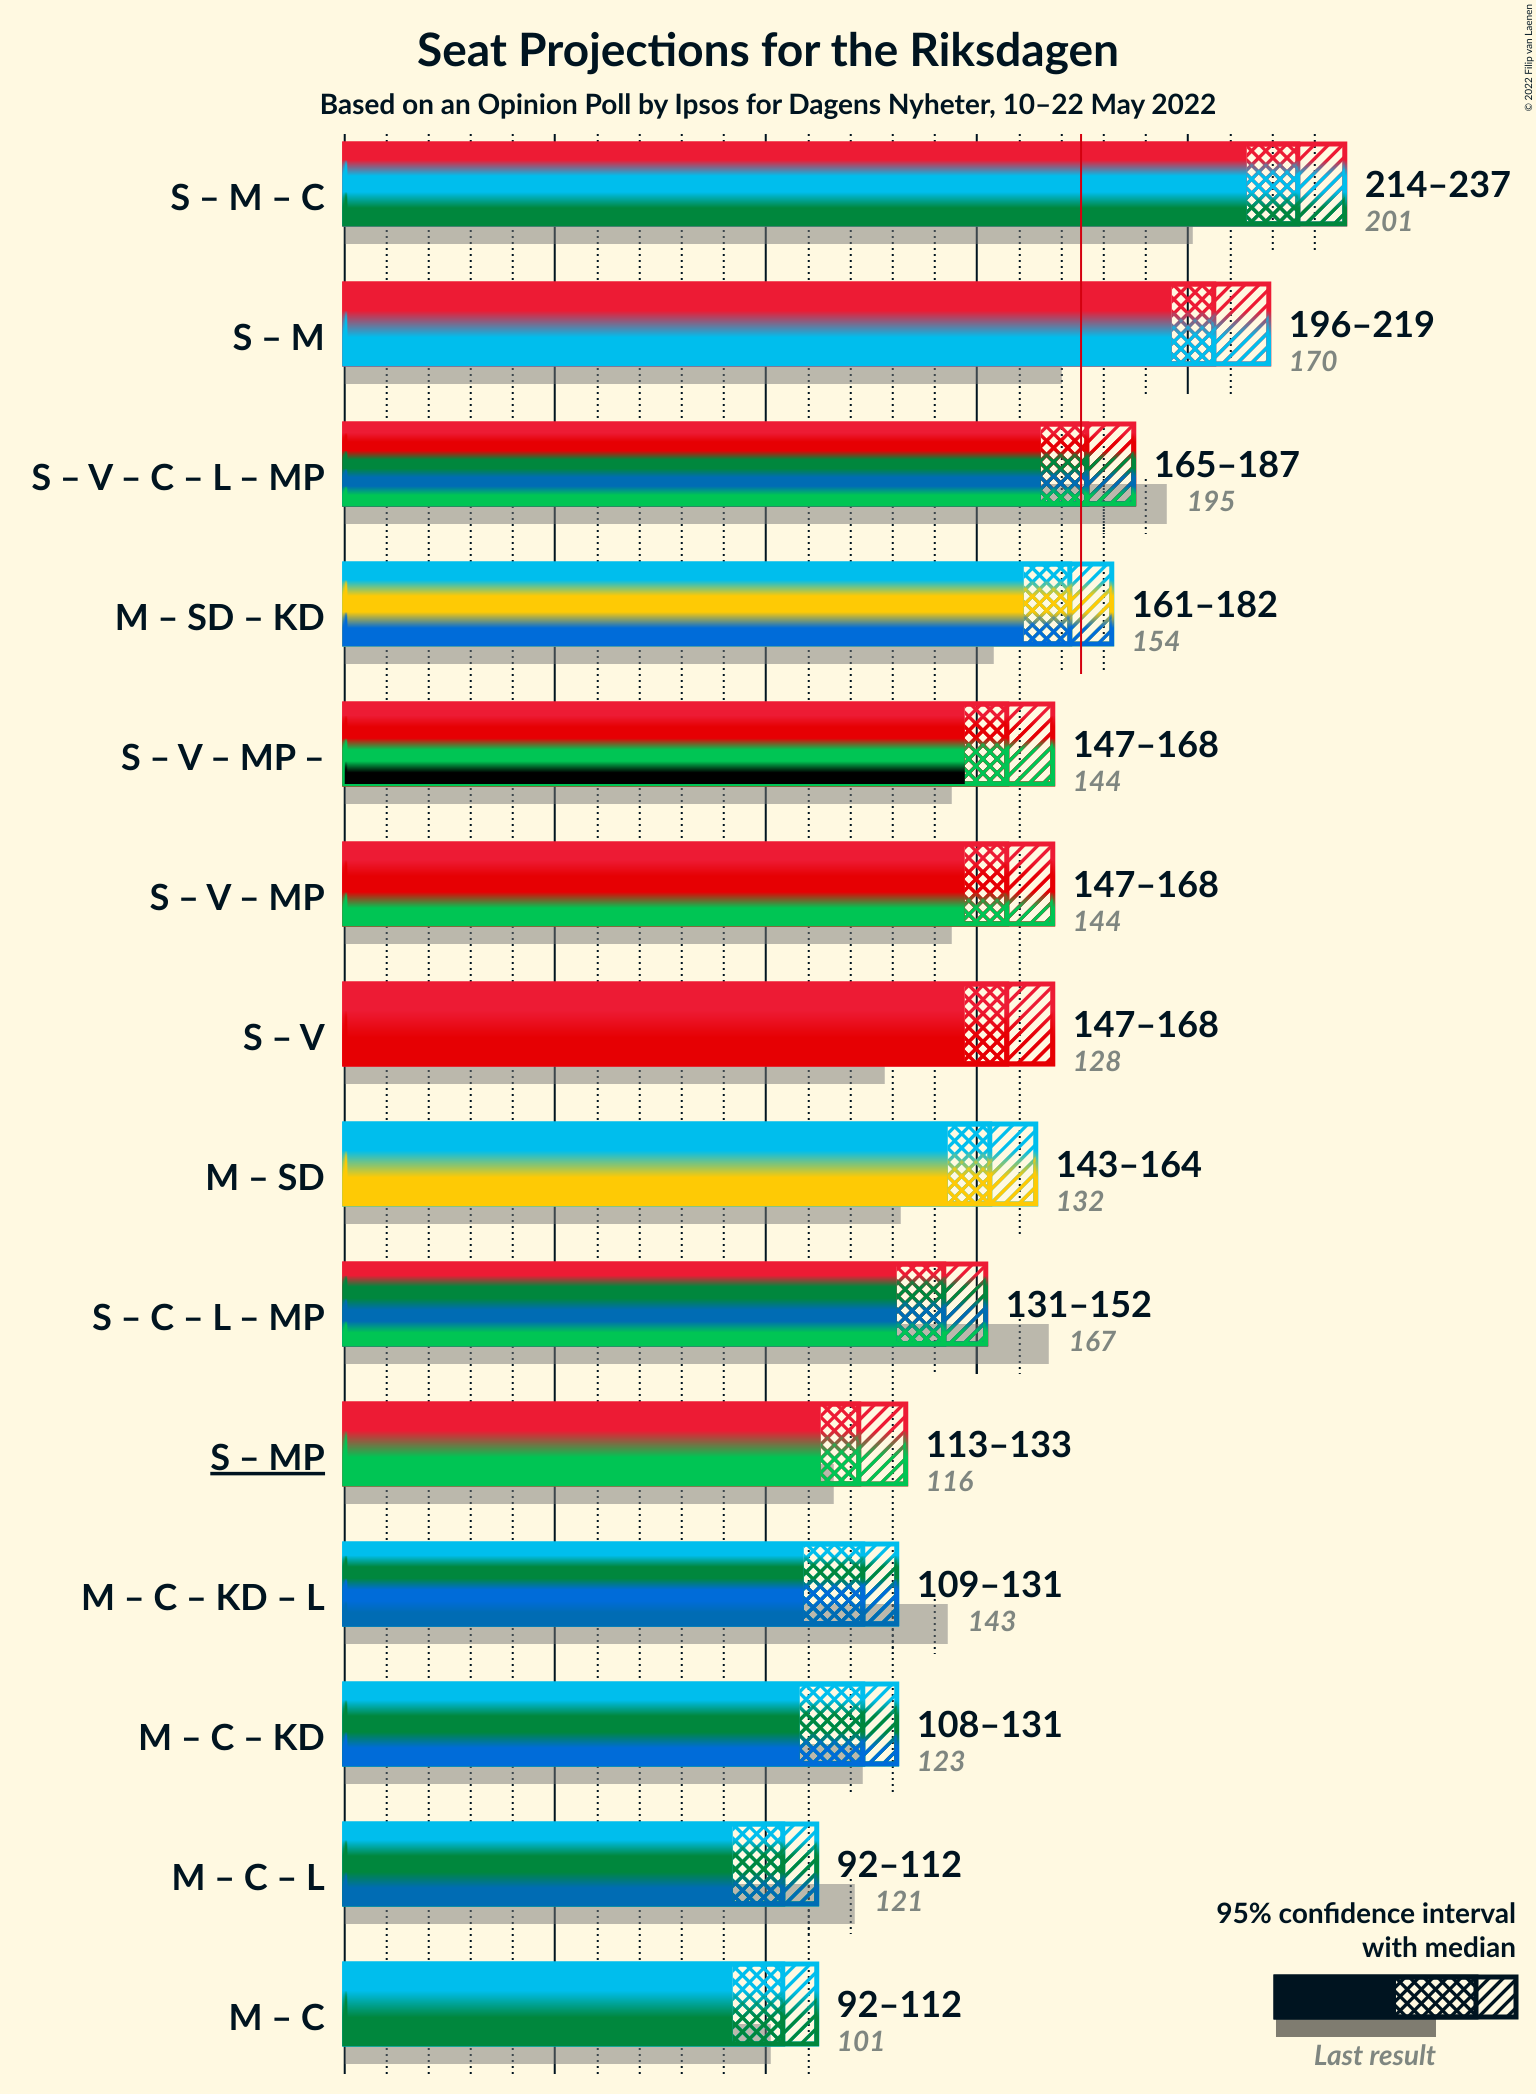 Seat Projections for the Riksdagen
Based on an Opinion Poll by Ipsos for Dagens Nyheter, 10–22 May 2022
© 2022 Filip van Laenen
S – M – C
214–237
201
S – M
196–219
170
S – V – C – L – MP
165–187
195
M – SD – KD
161–182
154
S – V – MP –
147–168
144
S – V – MP
147–168
144
S – V
147–168
128
M – SD
143–164
132
S – C – L – MP
131–152
167
S – MP
113–133
116
M – C – KD – L
109–131
143
M – C – KD
108–131
123
M – C – L
92–112
121
M – C
92–112
101
95% confidence interval
with median
Last result